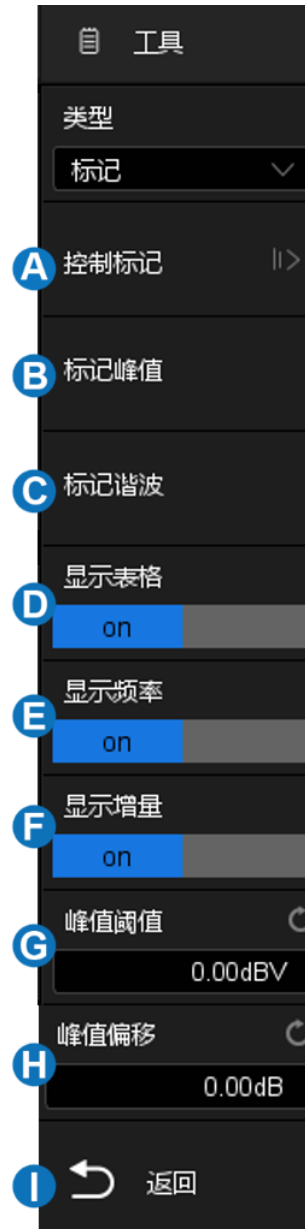 工具
类型
标记
A 控制标记
B 标记峰值
C 标记谐波
显示表格
D on
显示频率
E on
显示增量
F on
峰值阈值
G 0.00dBV
峰值偏移
H 0.00dB
I 返回